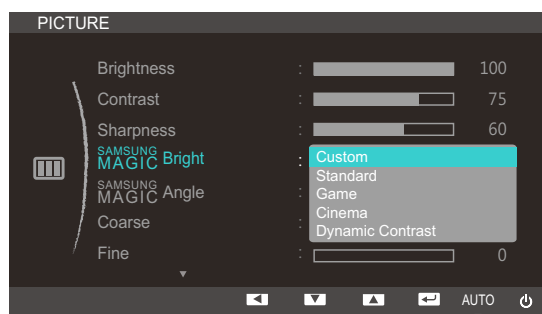 PICTURE
Brightness : 100
Contrast : 75
Sharpness : 60
SAMSUNG
MAGIC Bright :
Custom
Standard
Game
Cinema
Dynamic Contrast
SAMSUNG
MAGIC Angle :
Coarse :
Fine : 0
AUTO